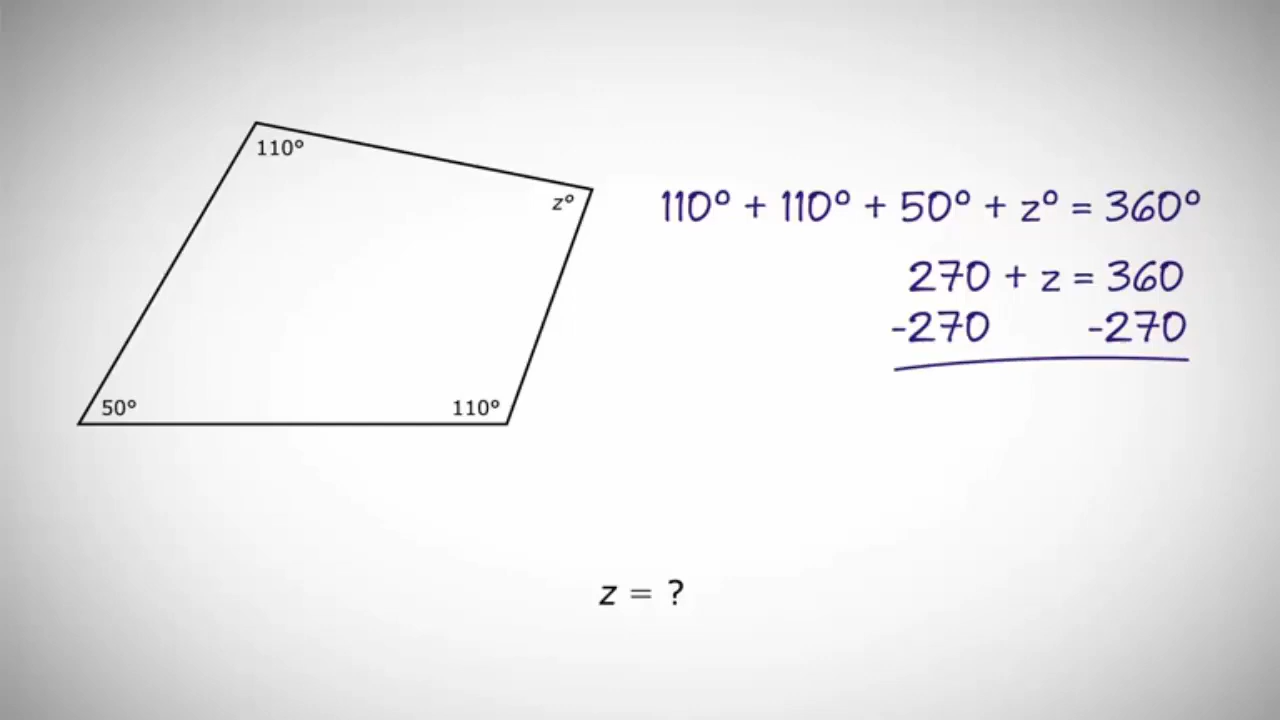 110°
z°
50°
110°
110° + 110° + 50° + z° = 360°
270 + z = 360
-270 -270
z = ?